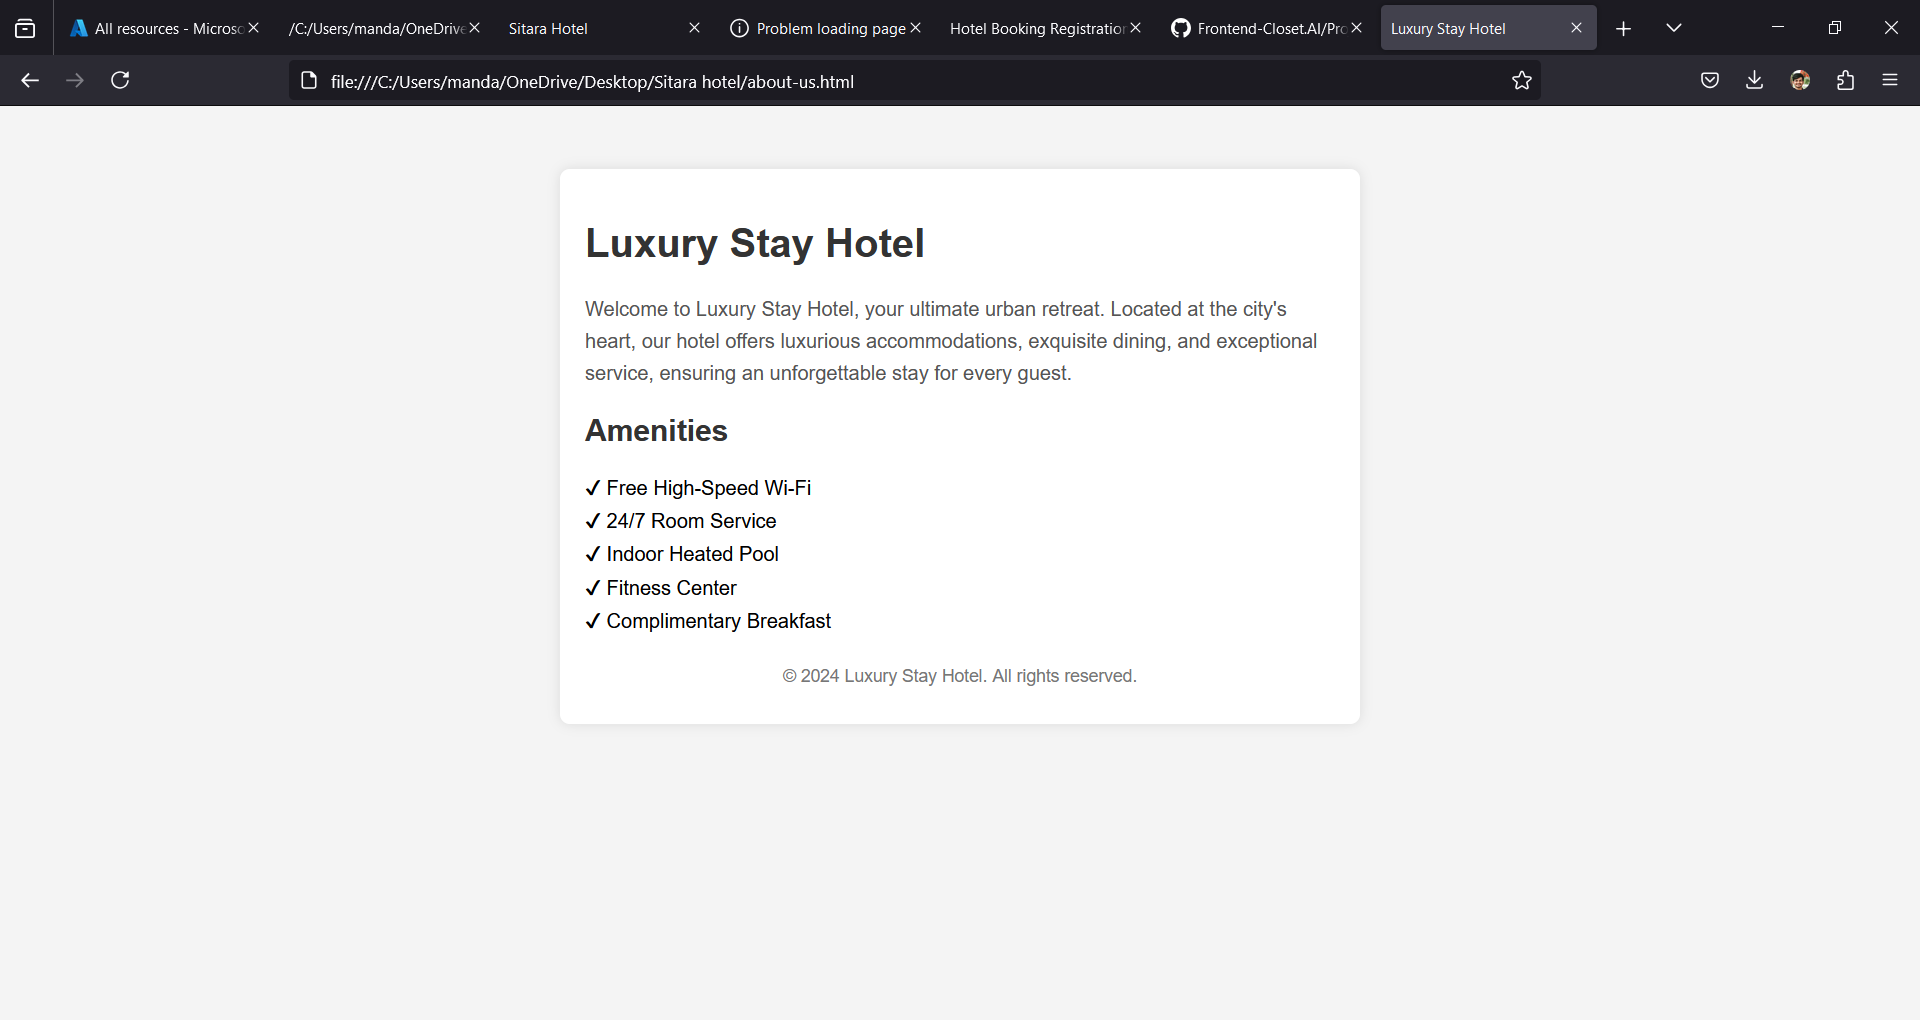 All resources - Microso
/C:/Users/manda/OneDrive
Sitara Hotel
Problem loading page
Hotel Booking Registration
Frontend-Closet.AI/Pro
Luxury Stay Hotel
file:///C:/Users/manda/OneDrive/Desktop/Sitara hotel/about-us.html
Luxury Stay Hotel
Welcome to Luxury Stay Hotel, your ultimate urban retreat. Located at the city's
heart, our hotel offers luxurious accommodations, exquisite dining, and exceptional
service, ensuring an unforgettable stay for every guest.
Amenities
✓ Free High-Speed Wi-Fi
✓ 24/7 Room Service
✓ Indoor Heated Pool
✓ Fitness Center
✓ Complimentary Breakfast
© 2024 Luxury Stay Hotel. All rights reserved.